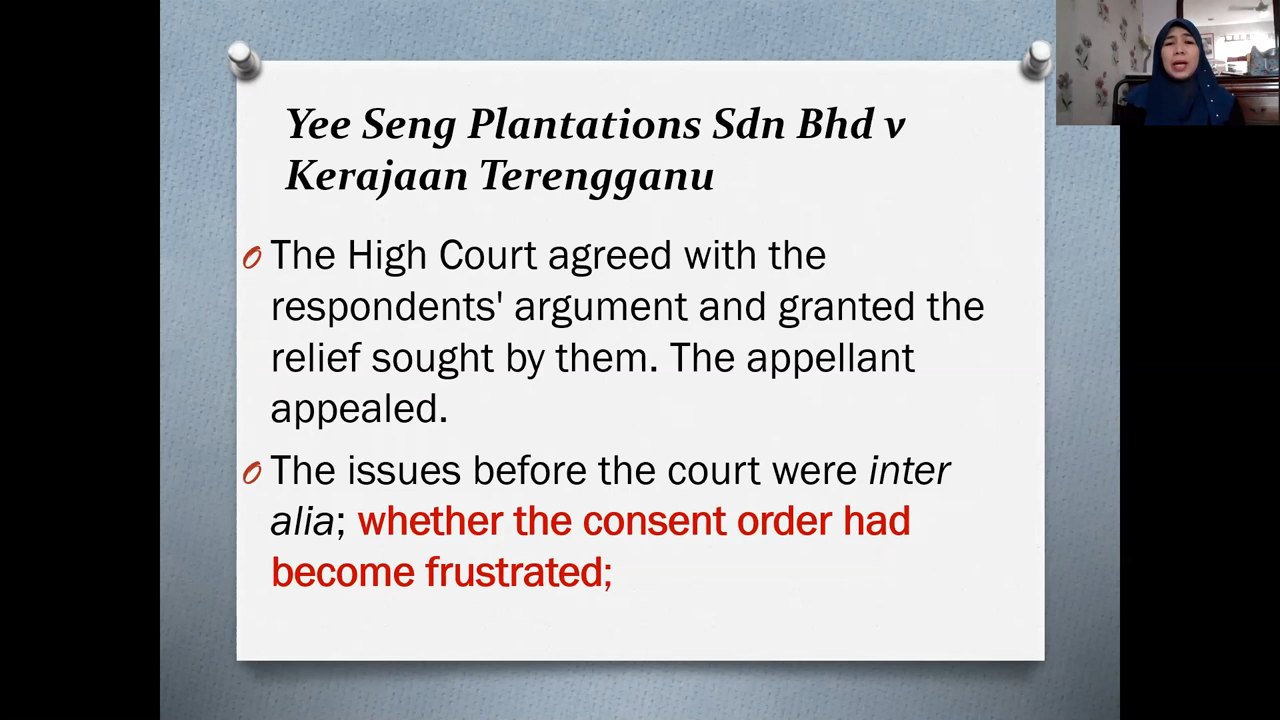 Yee Seng Plantations Sdn Bhd v
Kerajaan Terengganu
The High Court agreed with the
respondents' argument and granted the
relief sought by them. The appellant
appealed.
The issues before the court were inter
alia; whether the consent order had
become frustrated;